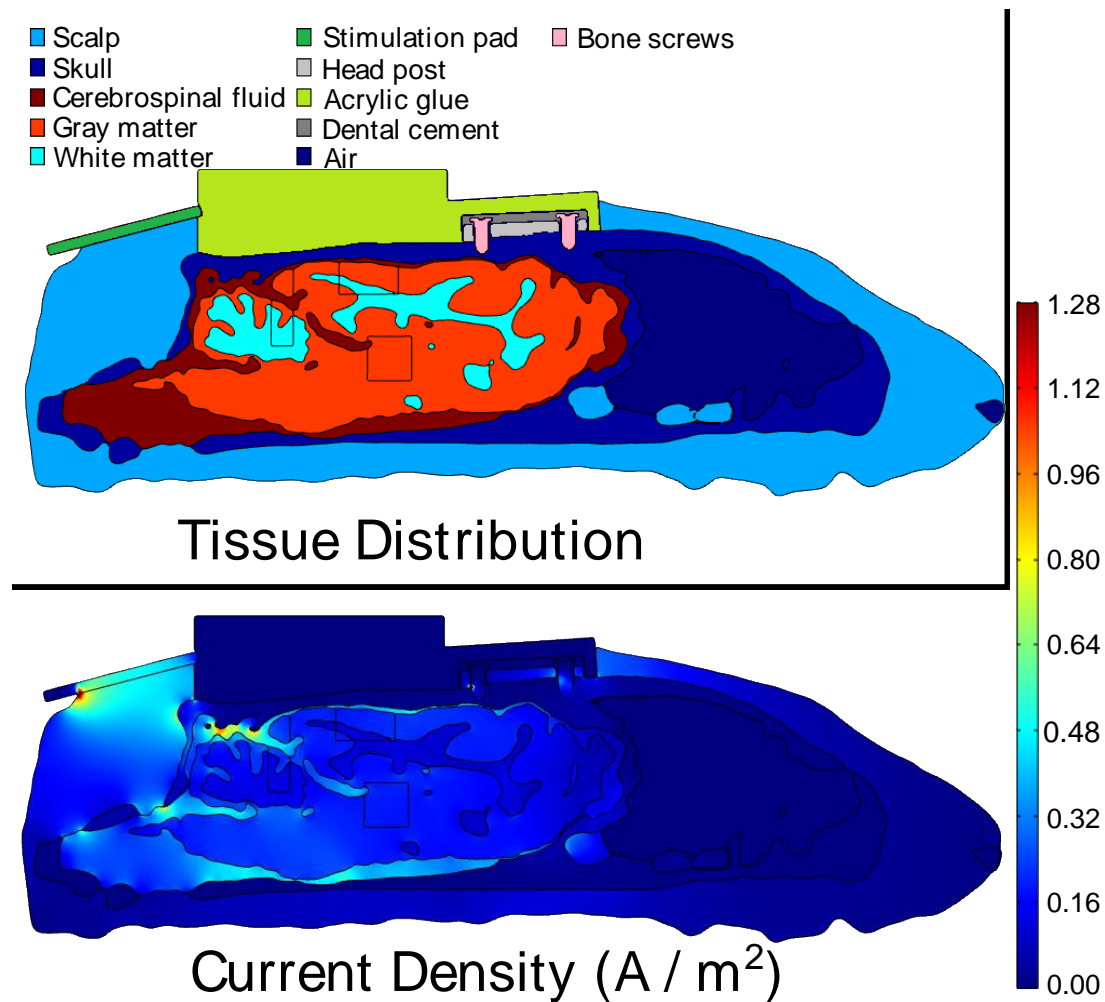 Scalp
Stimulation pad
Bone screws
Skull
Head post
Cerebrospinal fluid
Acrylic glue
Gray matter
Dental cement
White matter
Air
Tissue Distribution
1.28
1.12
0.96
0.80
0.64
0.48
0.32
0.16
0.00
Current Density (A / m²)